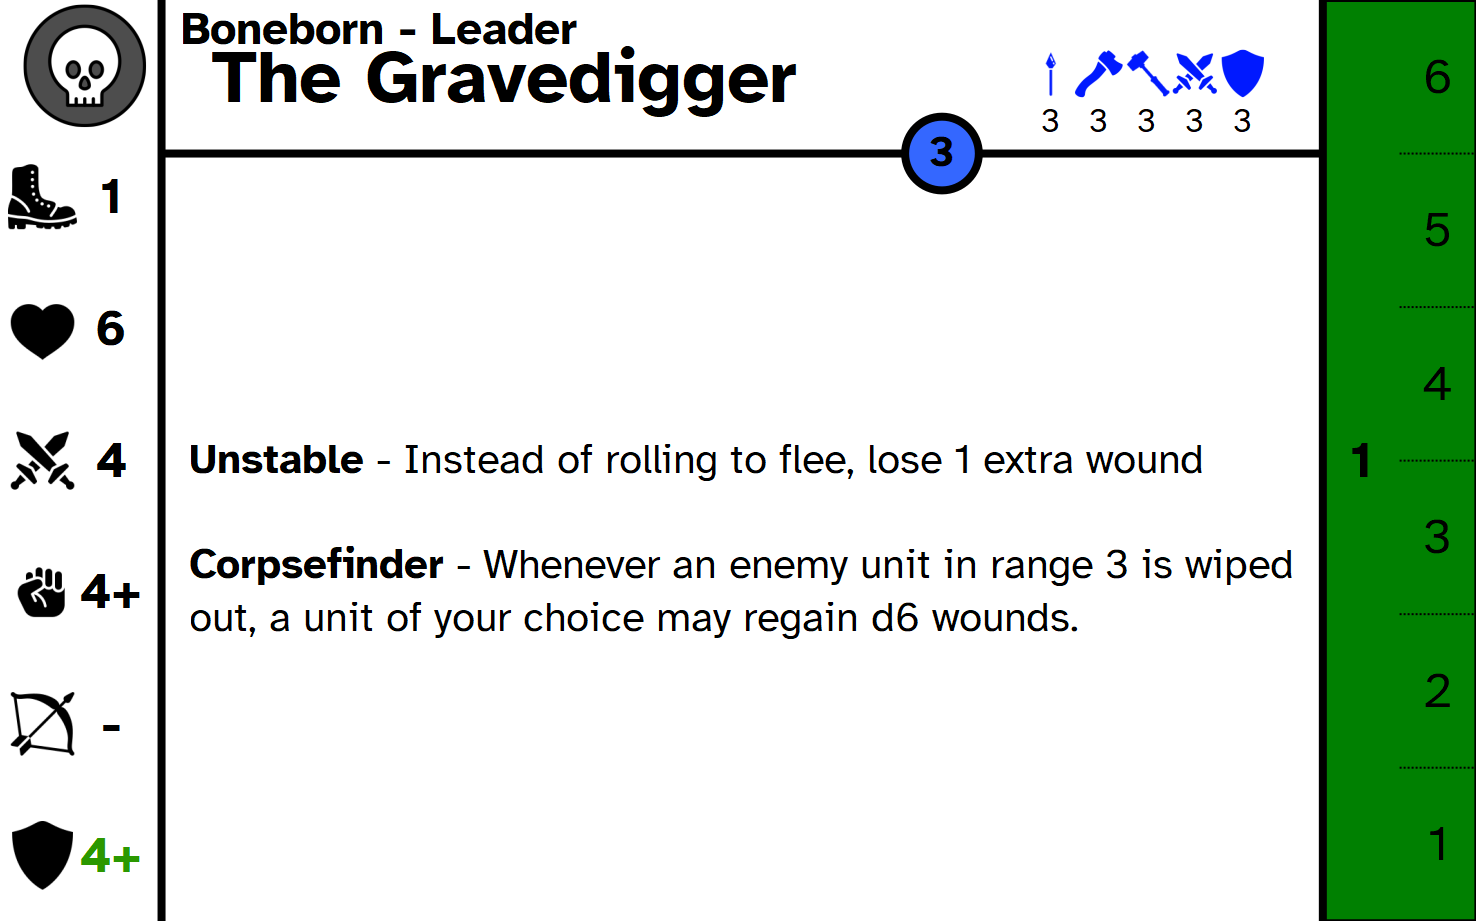 Boneborn - Leader
The Gravedigger
3 3 3 3 3
3
1
6
4
4+
-
4+
Unstable - Instead of rolling to flee, lose 1 extra wound
Corpsefinder - Whenever an enemy unit in range 3 is wiped
out, a unit of your choice may regain d6 wounds.
1
6
5
4
3
2
1